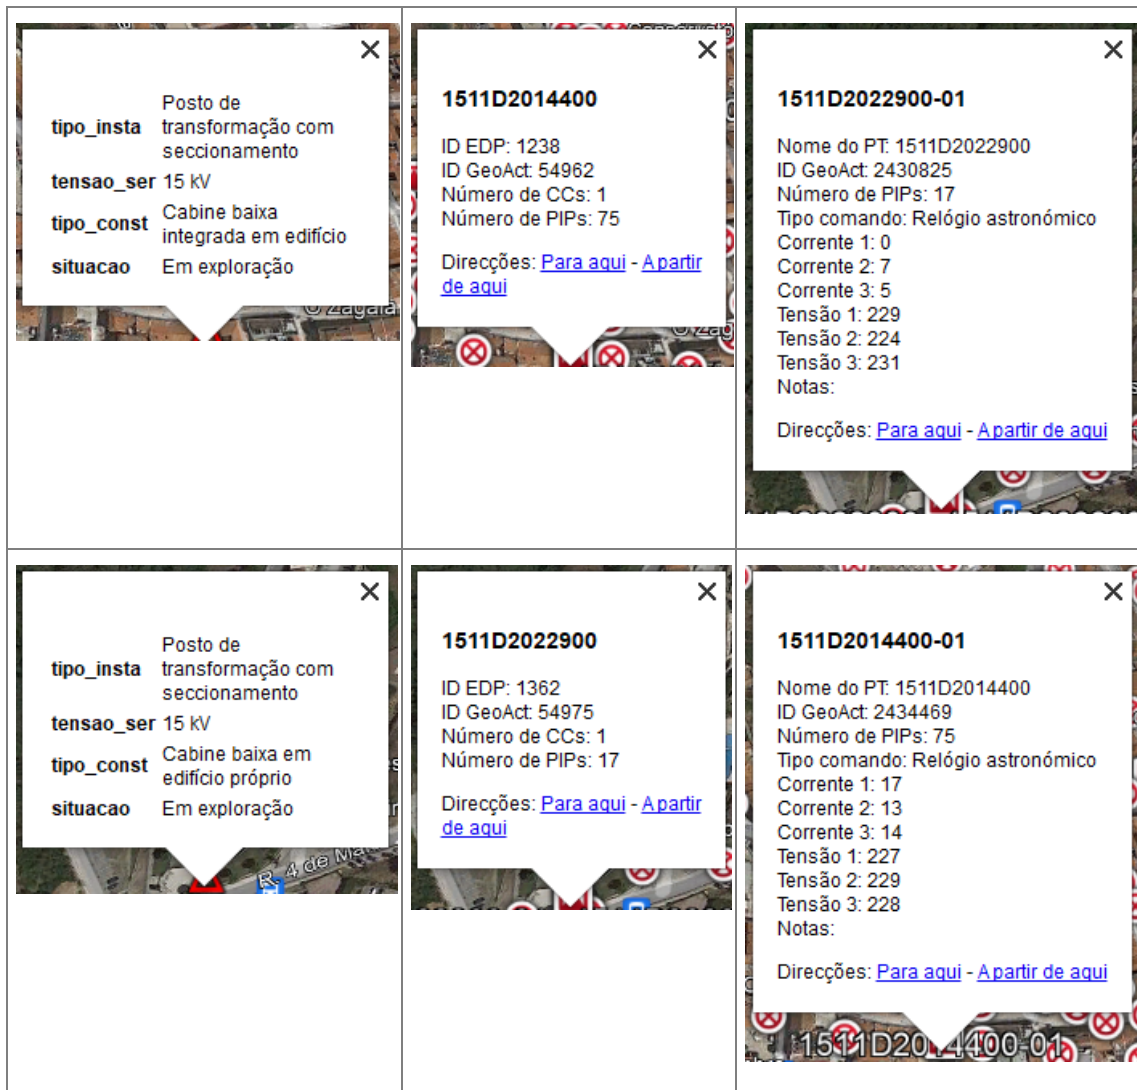 tipo_insta Posto de
transformação com
seccionamento
tensao_ser 15 kV
tipo_const Cabine baixa
integrada em edifício
situacao Em exploração
1511D2014400
ID EDP: 1238
ID GeoAct: 54962
Número de CCs: 1
Número de PIPs: 75
Direcções: Para aqui - A partir
de aqui
1511D2022900-01
Nome do PT: 1511D2022900
ID GeoAct: 2430825
Número de PIPs: 17
Tipo comando: Relógio astronómico
Corrente 1: 0
Corrente 2: 7
Corrente 3: 5
Tensão 1: 229
Tensão 2: 224
Tensão 3: 231
Notas:
Direcções: Para aqui - A partir de aqui
tipo_insta Posto de
transformação com
seccionamento
tensao_ser 15 kV
tipo_const Cabine baixa em
edifício próprio
situacao Em exploração
R. 4 de
1511D2022900
ID EDP: 1362
ID GeoAct: 54975
Número de CCs: 1
Número de PIPs: 17
Direcções: Para aqui - A partir
de aqui
1511D2014400-01
Nome do PT: 1511D2014400
ID GeoAct: 2434469
Número de PIPs: 75
Tipo comando: Relógio astronómico
Corrente 1: 17
Corrente 2: 13
Corrente 3: 14
Tensão 1: 227
Tensão 2: 229
Tensão 3: 228
Notas:
Direcções: Para aqui - A partir de aqui
1511D2014400-01